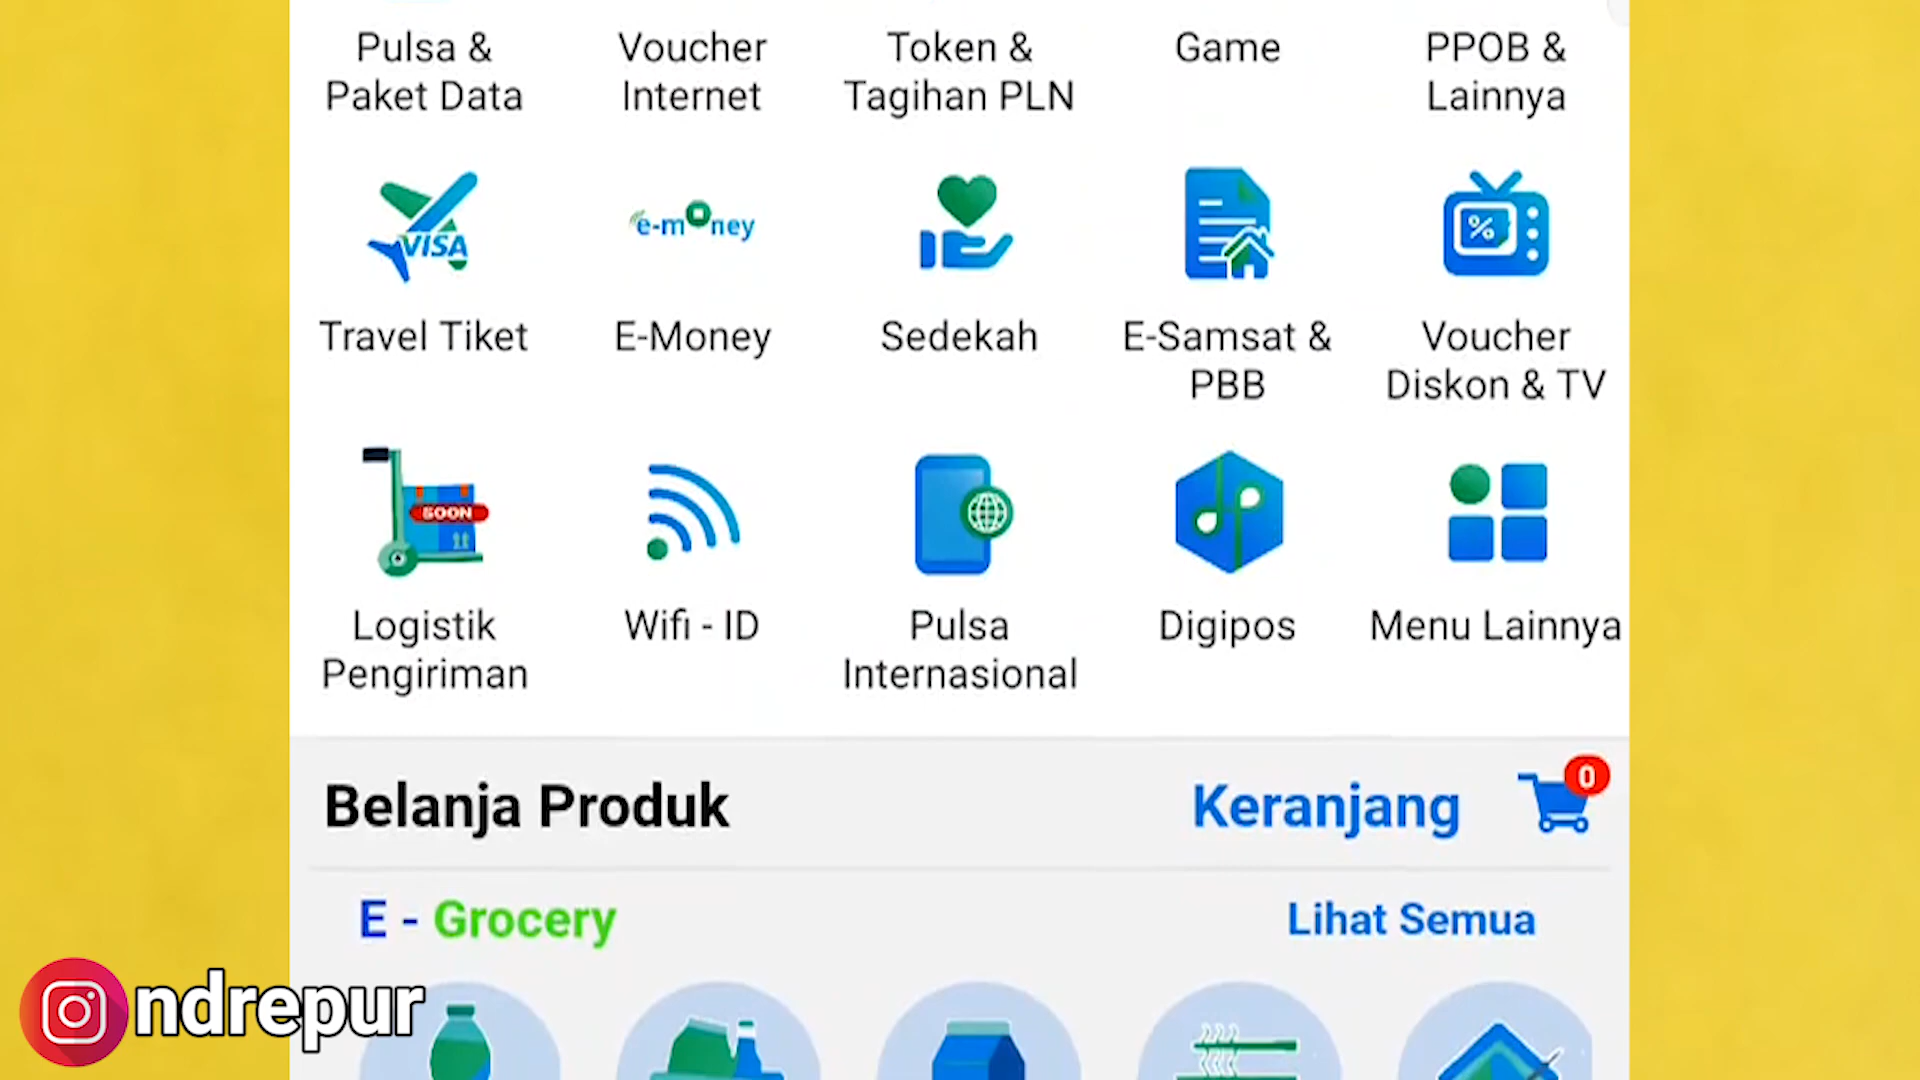 Pulsa &
Paket Data
Voucher
Internet
Token &
Tagihan PLN
Game
PPOB &
Lainnya
VISA
e-money
%
Travel Tiket
E-Money
Sedekah
E-Samsat &
PBB
Voucher
Diskon & TV
SOON
Logistik
Pengiriman
Wifi - ID
Pulsa
Internasional
Digipos
Menu Lainnya
Belanja Produk
Keranjang
0
E - Grocery
Lihat Semua
ndrepur